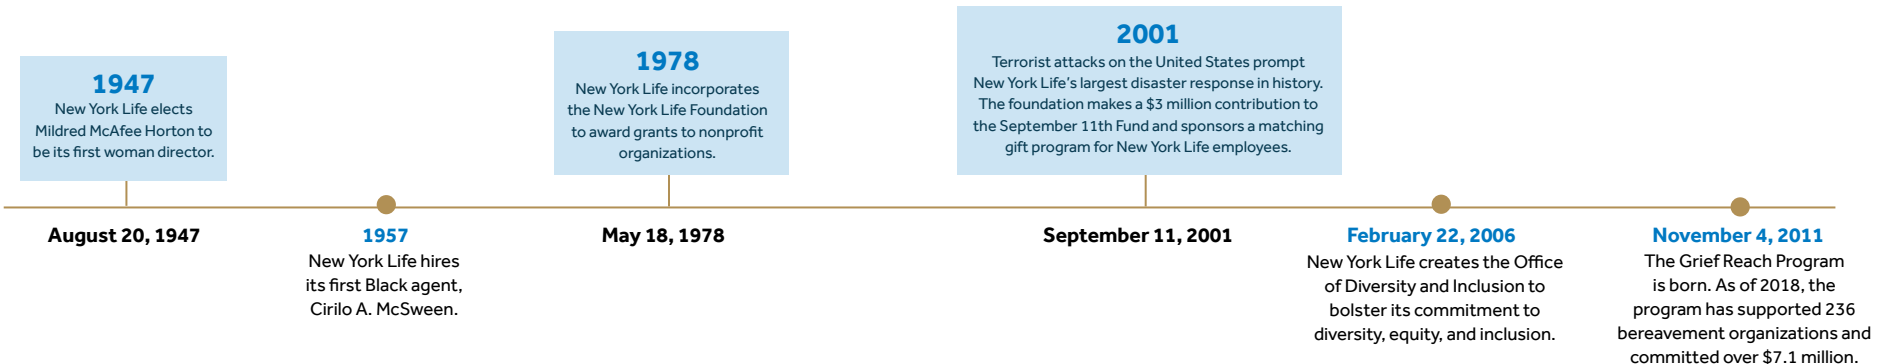 1947
New York Life elects
Mildred McAfee Horton to
be its first woman director.
August 20, 1947
1957
New York Life hires
its first Black agent,
Cirilo A. McSween.
1978
New York Life incorporates
the New York Life Foundation
to award grants to nonprofit
organizations.
May 18, 1978
2001
Terrorist attacks on the United States prompt
New York Life's largest disaster response in history.
The foundation makes a $3 million contribution to
the September 11th Fund and sponsors a matching
gift program for New York Life employees.
September 11, 2001
February 22, 2006
New York Life creates the Office
of Diversity and Inclusion to
bolster its commitment to
diversity, equity, and inclusion.
November 4, 2011
The Grief Reach Program
is born. As of 2018, the
program has supported 236
bereavement organizations and
committed over $7.1 million.